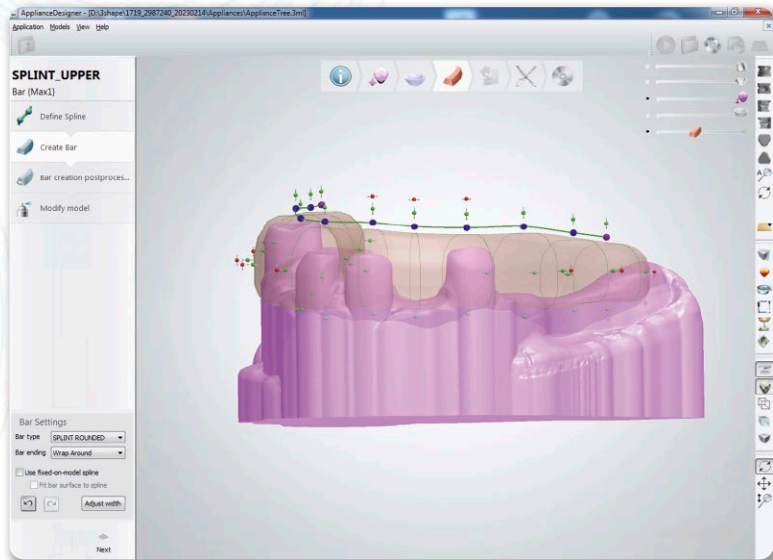 ApplianceDesigner - [D:\3shape\1719_2987240_20230214\Appliances\ApplianceTree.3ml]
Application Models View Help
SPLINT_UPPER
Bar (Max1)
Define Spline
Create Bar
Bar creation postproces...
Modify model
Bar Settings
Bar type SPLINT ROUNDED
Bar ending Wrap Around
Use fixed-on-model spline
Fit bar surface to spline
Adjust width
Next